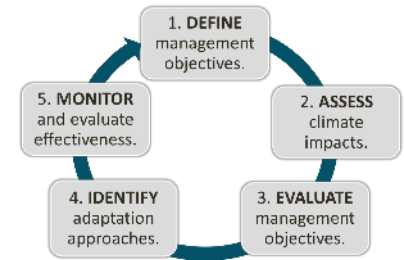 1. DEFINE
management
objectives.
2. ASSESS
climate
impacts.
3. EVALUATE
management
objectives.
4. IDENTIFY
adaptation
approaches.
5. MONITOR
and evaluate
effectiveness.